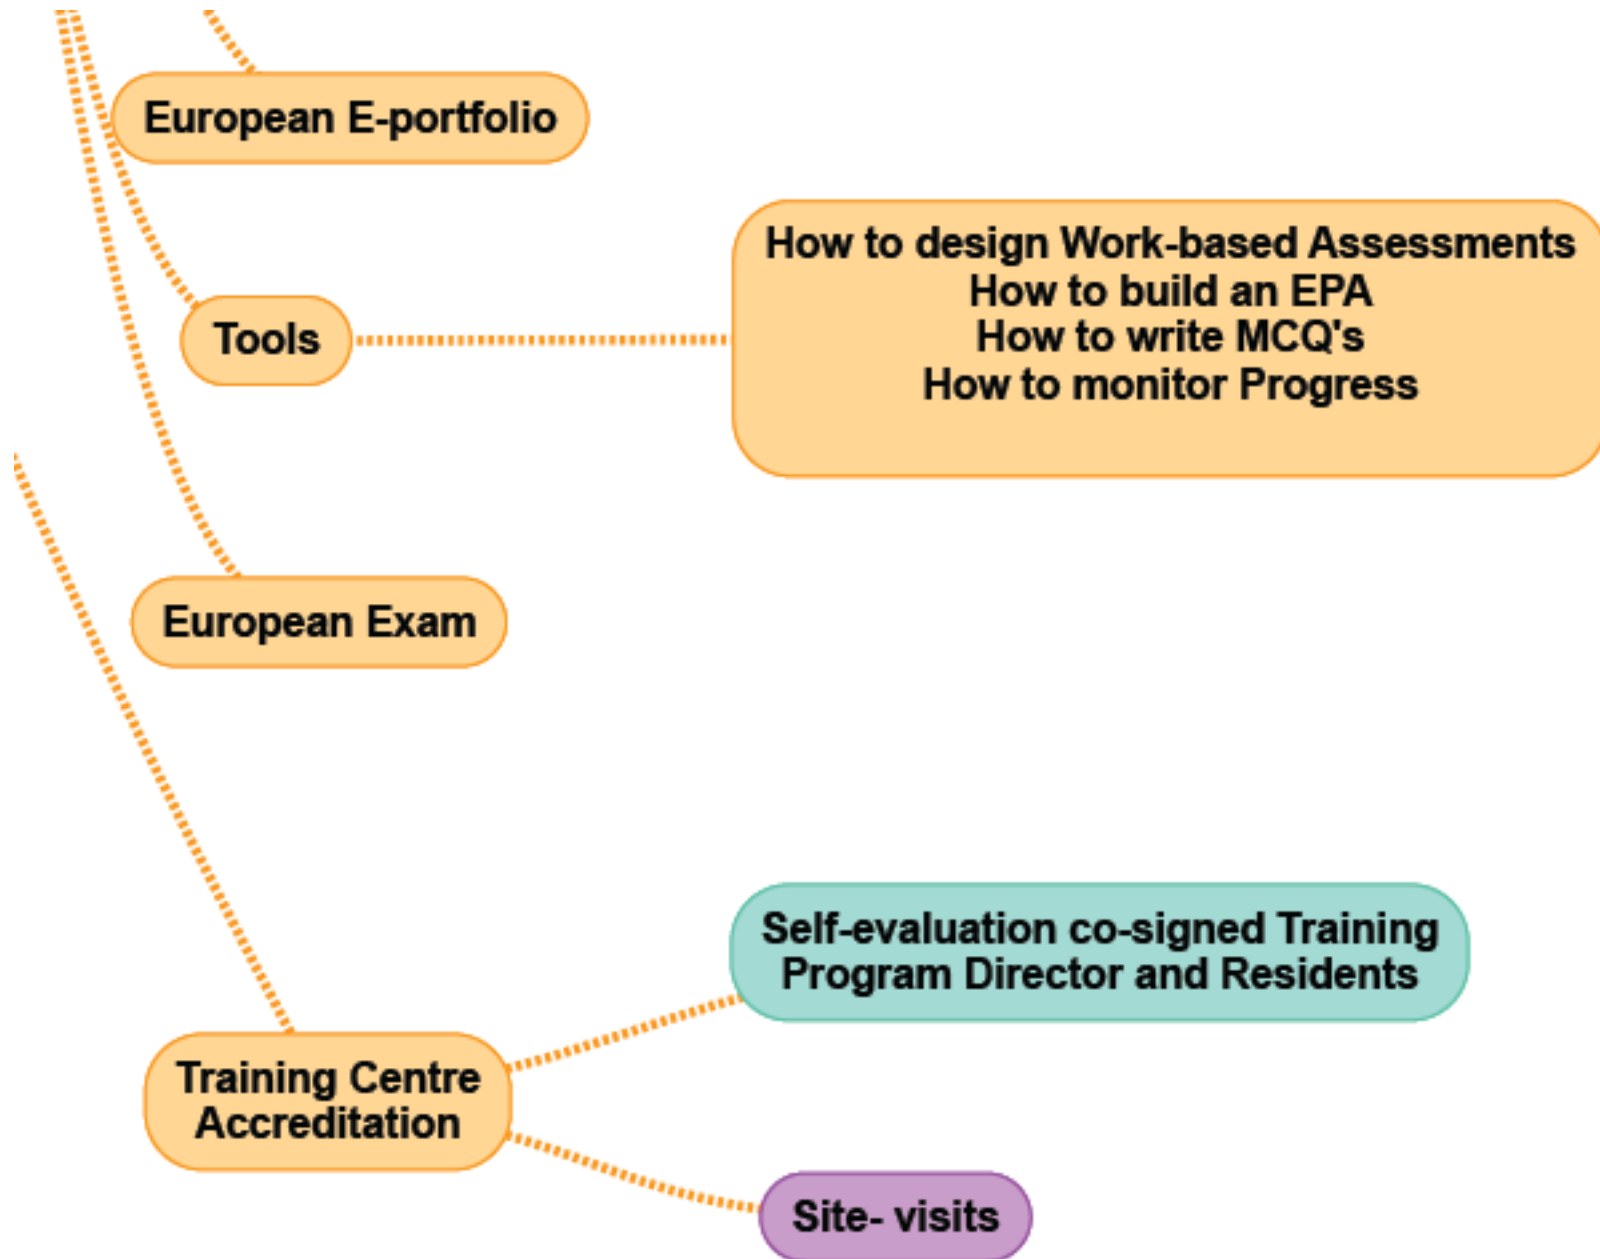 European E-portfolio
How to design Work-based Assessments
How to build an EPA
How to write MCQ's
How to monitor Progress
Tools
European Exam
Self-evaluation co-signed Training
Program Director and Residents
Training Centre
Accreditation
Site- visits